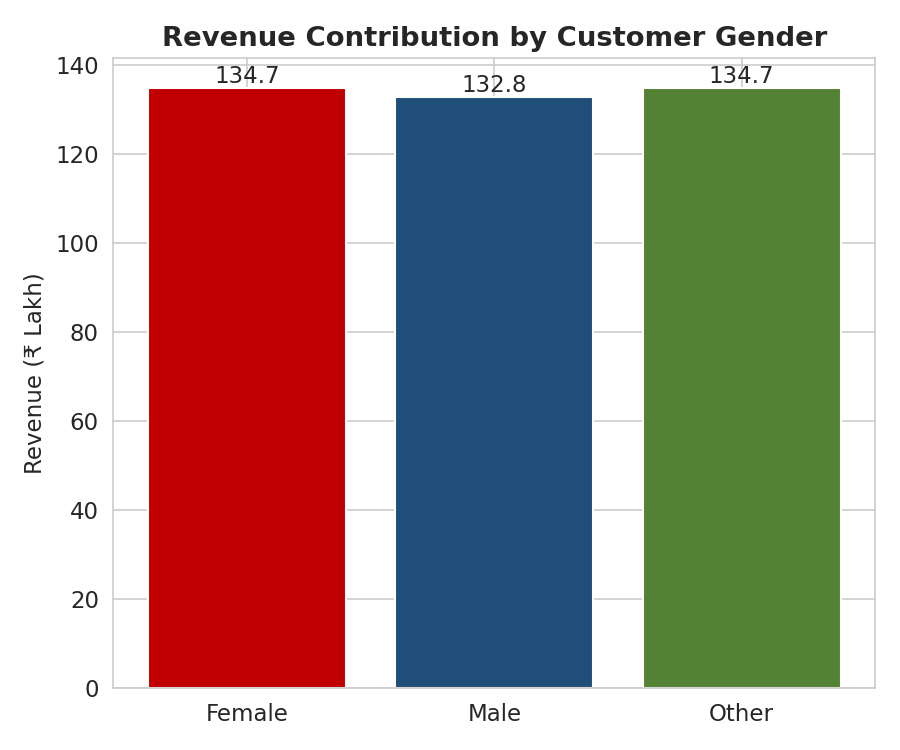 Revenue Contribution by Customer Gender
140
120
100
80
60
40
20
0
Revenue (₹ Lakh)
134.7
132.8
134.7
Female
Male
Other